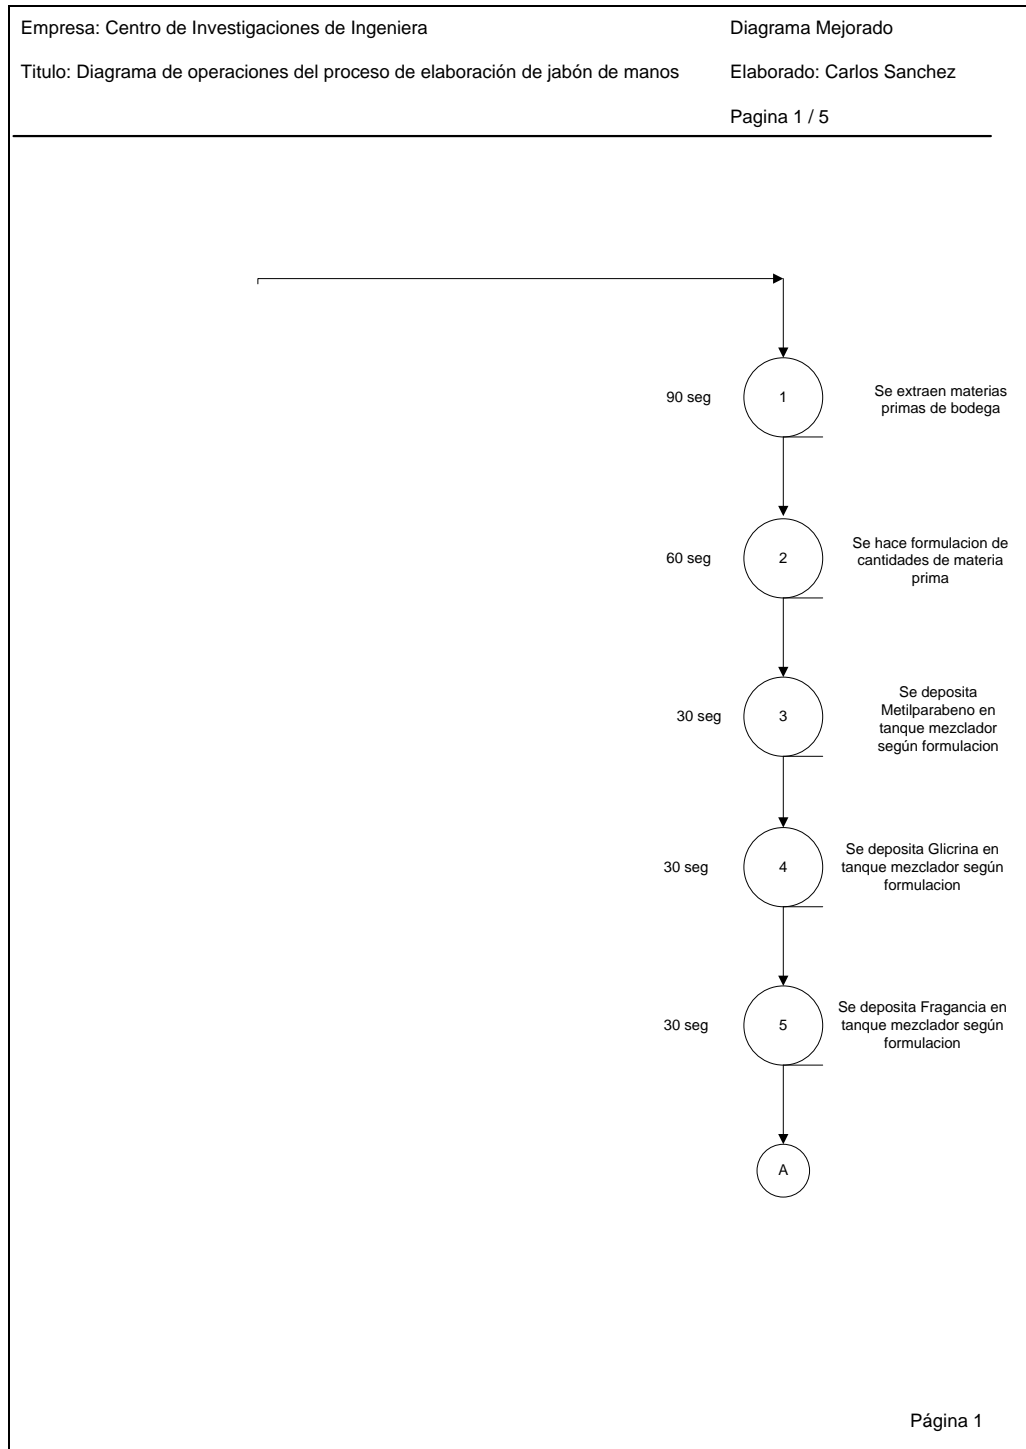 Empresa: Centro de Investigaciones de Ingeniera
Diagrama Mejorado
Titulo: Diagrama de operaciones del proceso de elaboración de jabón de manos
Elaborado: Carlos Sanchez
Pagina 1 / 5
90 seg
1
Se extraen materias
primas de bodega
60 seg
2
Se hace formulacion de
cantidades de materia
prima
30 seg
3
Se deposita
Metilparabeno en
tanque mezclador
según formulacion
30 seg
4
Se deposita Glicrina en
tanque mezclador según
formulacion
30 seg
5
Se deposita Fragancia en
tanque mezclador según
formulacion
A
Página 1